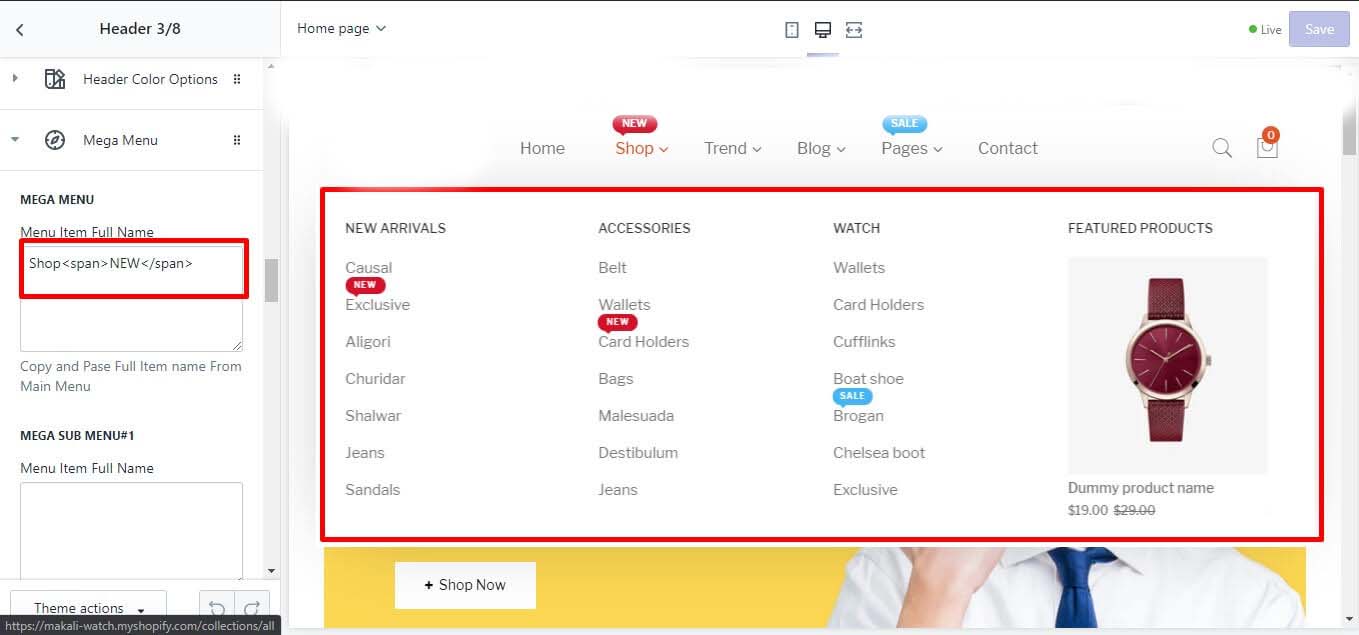 Header 3/8
Home page
Live
Save
Header Color Options
Mega Menu
MEGA MENU
Menu Item Full Name
Shop<span>NEW</span>
Copy and Pase Full Item name From
Main Menu
MEGA SUB MENU#1
Menu Item Full Name
Theme actions
https://makali-watch.myshopify.com/collections/all
NEW
SALE
Home
Shop
Trend
Blog
Pages
Contact
0
NEW ARRIVALS
Causal
NEW
Exclusive
Aligori
Churidar
Shalwar
Jeans
Sandals
ACCESSORIES
Belt
Wallets
NEW
Card Holders
Bags
Malesuada
Destibulum
Jeans
WATCH
Wallets
Card Holders
Cufflinks
Boat shoe
SALE
Brogan
Chelsea boot
Exclusive
FEATURED PRODUCTS
Dummy product name
$19.00 $29.00
+ Shop Now